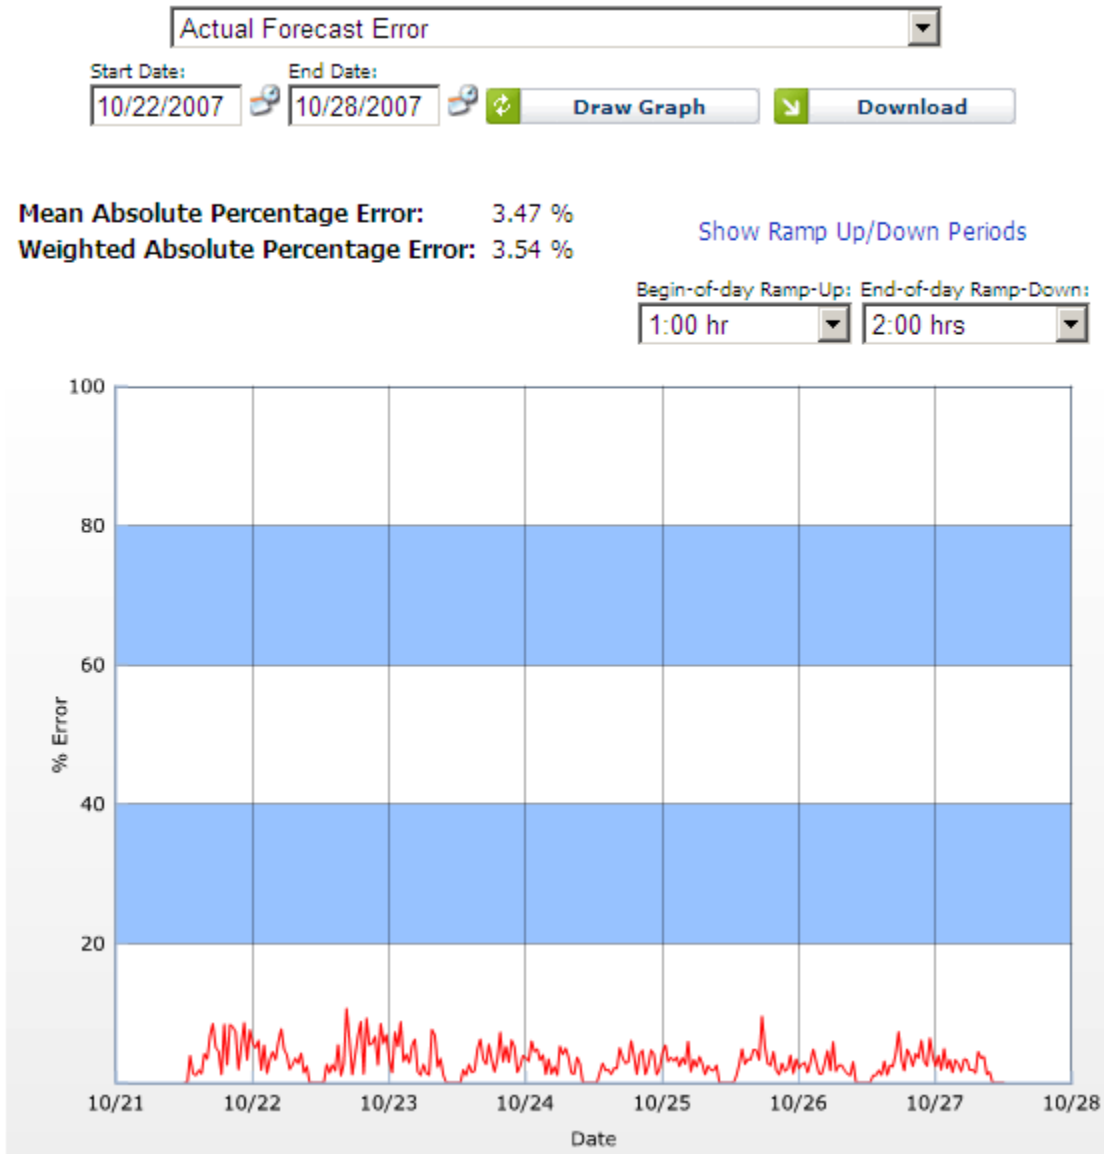 Actual Forecast Error
Start Date: End Date:
10/22/2007 10/28/2007 Draw Graph Download
Mean Absolute Percentage Error: 3.47 %
Weighted Absolute Percentage Error: 3.54 %
Show Ramp Up/Down Periods
Begin-of-day Ramp-Up: End-of-day Ramp-Down:
1:00 hr 2:00 hrs
100
80
60
40
20
% Error
10/21 10/22 10/23 10/24 10/25 10/26 10/27 10/28
Date